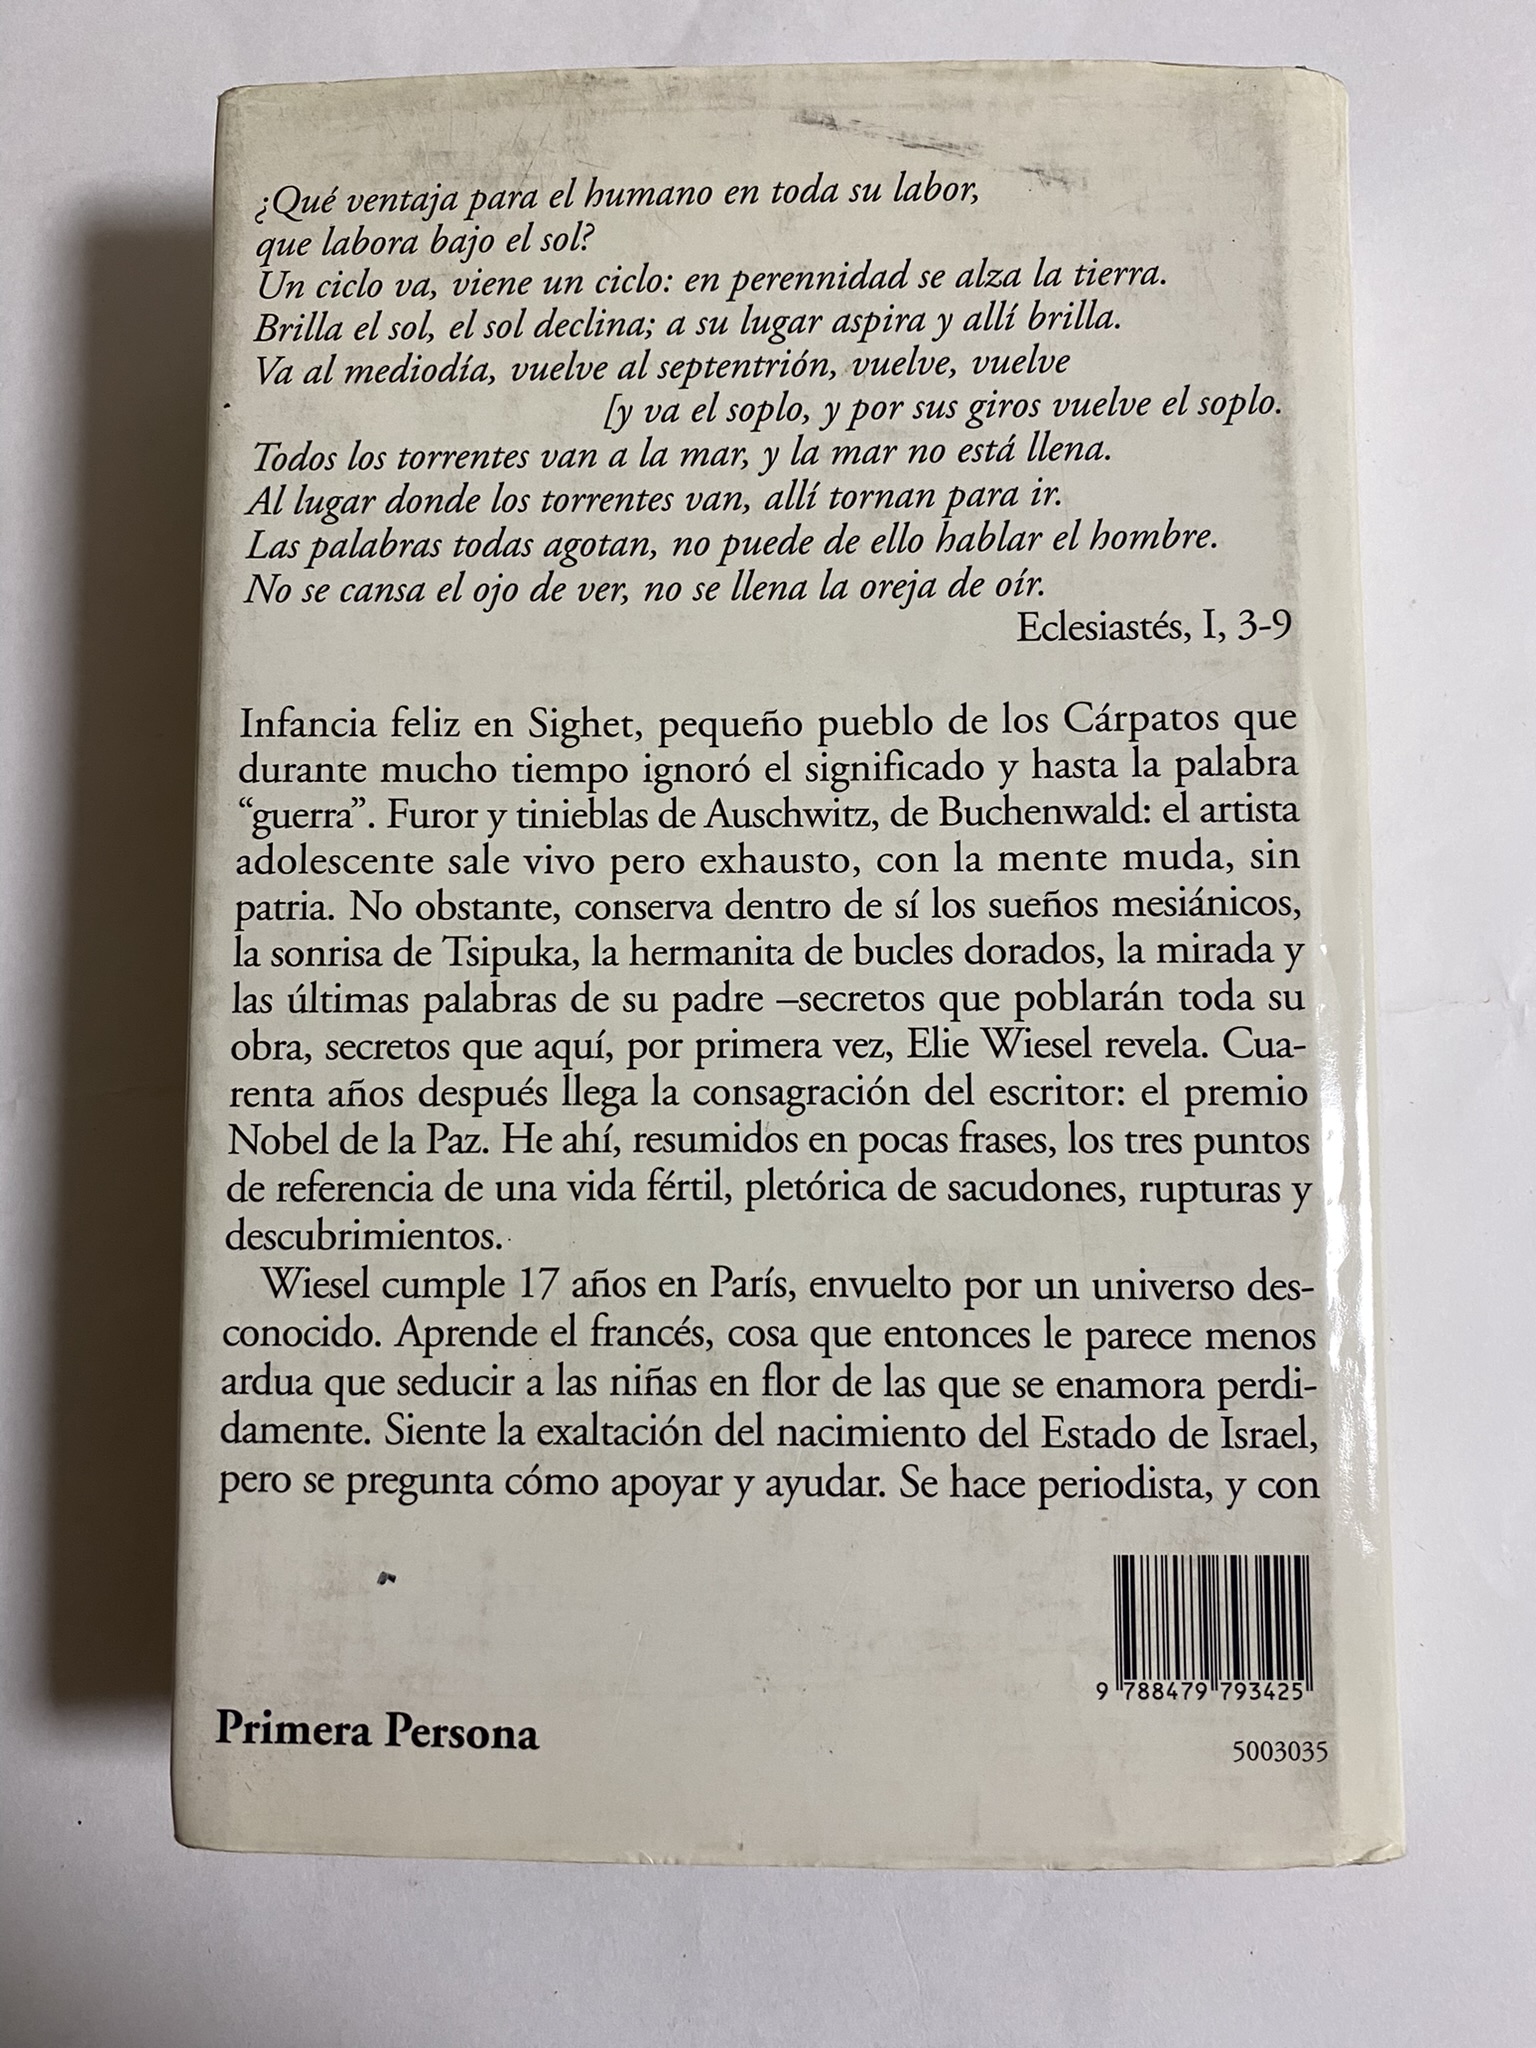 ¿Qué ventaja para el humano en toda su labor,
que labora bajo el sol?
Un ciclo va, viene un ciclo: en perennidad se alza la tierra.
Brilla el sol, el sol declina; a su lugar aspira y allí brilla.
Va al mediodía, vuelve al septentrión, vuelve, vuelve
[y va el soplo, y por sus giros vuelve el soplo.
Todos los torrentes van a la mar, y la mar no está llena.
Al lugar donde los torrentes van, allí tornan para ir.
Las palabras todas agotan, no puede de ello hablar el hombre.
No se cansa el ojo de ver, no se llena la oreja de oír.
Eclesiastés, I, 3-9
Infancia feliz en Sighet, pequeño pueblo de los Cárpatos que
durante mucho tiempo ignoró el significado y hasta la palabra
“guerra”. Furor y tinieblas de Auschwitz, de Buchenwald: el artista
adolescente sale vivo pero exhausto, con la mente muda, sin
patria. No obstante, conserva dentro de sí los sueños mesiánicos,
la sonrisa de Tsipuka, la hermanita de bucles dorados, la mirada y
las últimas palabras de su padre –secretos que poblarán toda su
obra, secretos que aquí, por primera vez, Elie Wiesel revela. Cua-
renta años después llega la consagración del escritor: el premio
Nobel de la Paz. He ahí, resumidos en pocas frases, los tres puntos
de referencia de una vida fértil, pletórica de sacudones, rupturas y
descubrimientos.
Wiesel cumple 17 años en París, envuelto por un universo des-
conocido. Aprende el francés, cosa que entonces le parece menos
ardua que seducir a las niñas en flor de las que se enamora perdi-
damente. Siente la exaltación del nacimiento del Estado de Israel,
pero se pregunta cómo apoyar y ayudar. Se hace periodista, y con
9 788479 793425
Primera Persona
5003035